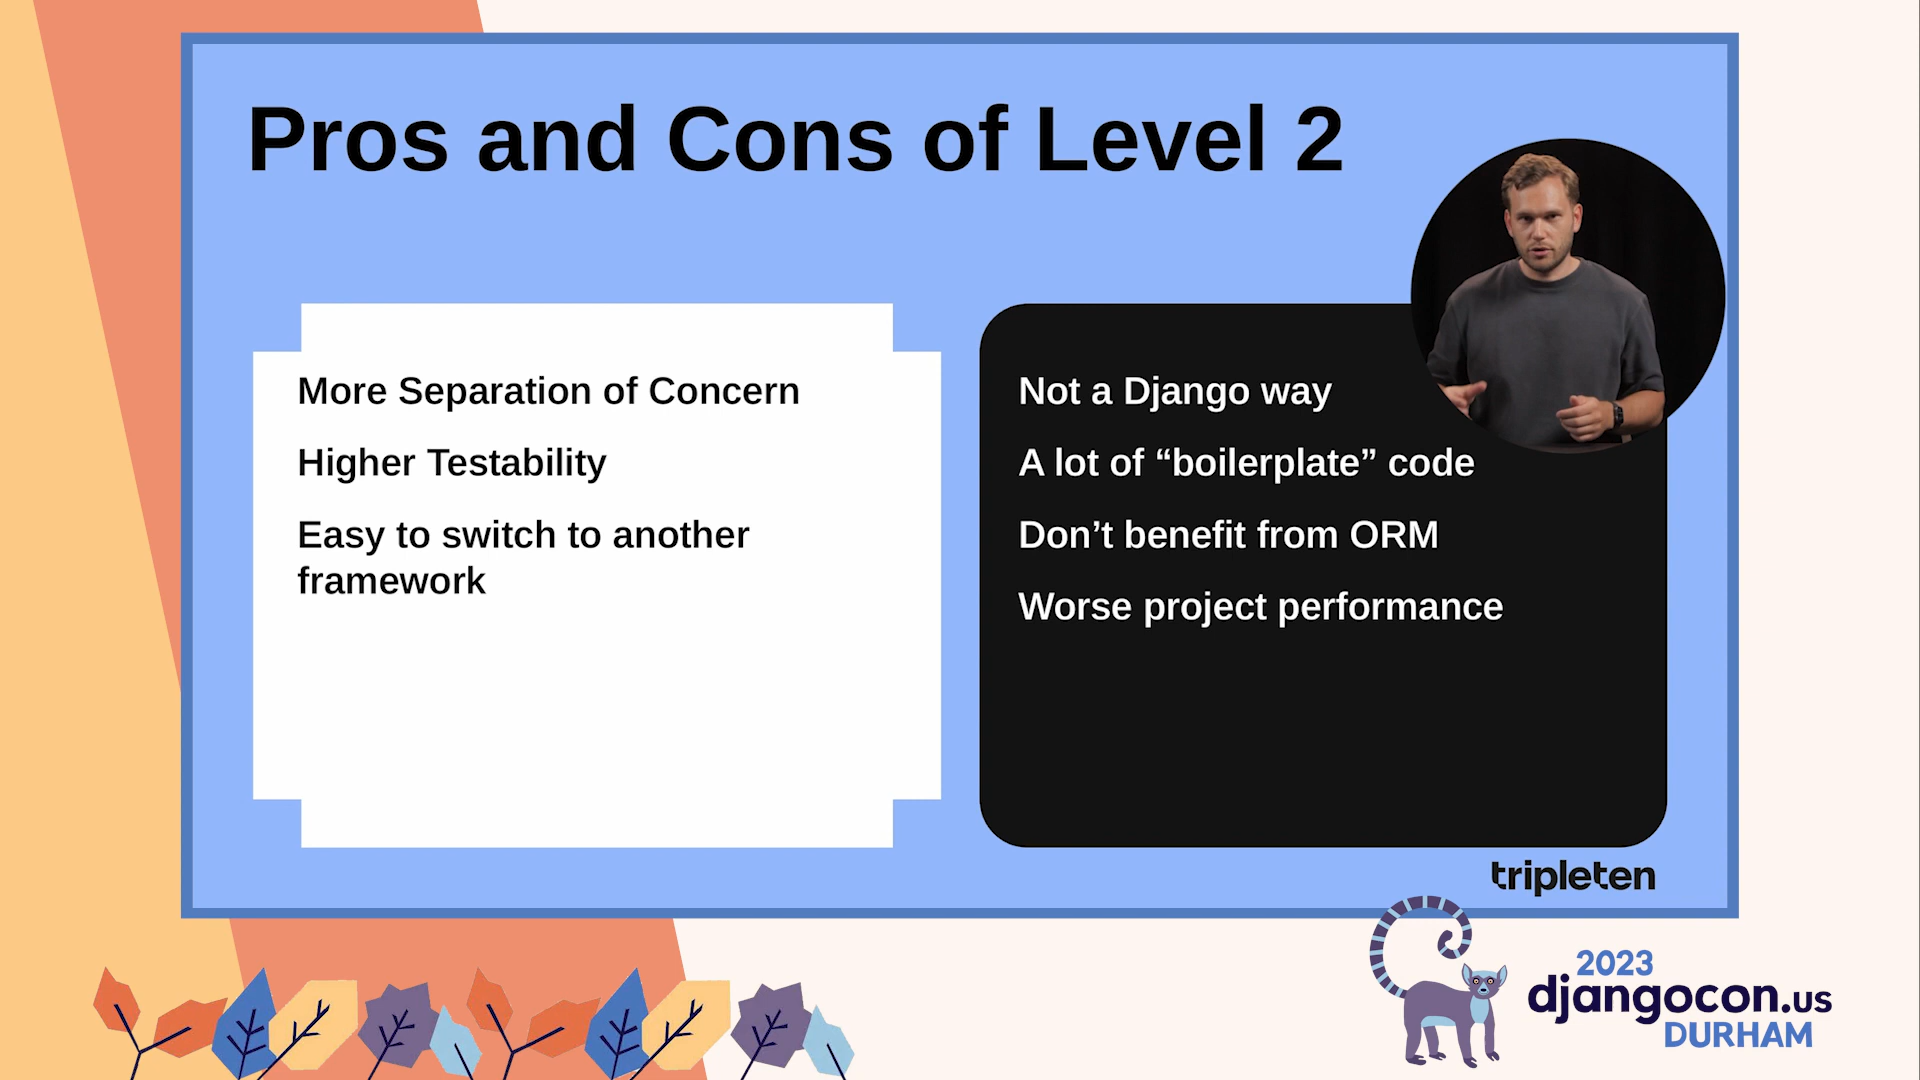 Pros and Cons of Level 2
More Separation of Concern
Higher Testability
Easy to switch to another
framework
Not a Django way
A lot of “boilerplate” code
Don’t benefit from ORM
Worse project performance
tripleten
2023
djangocon.us
DURHAM